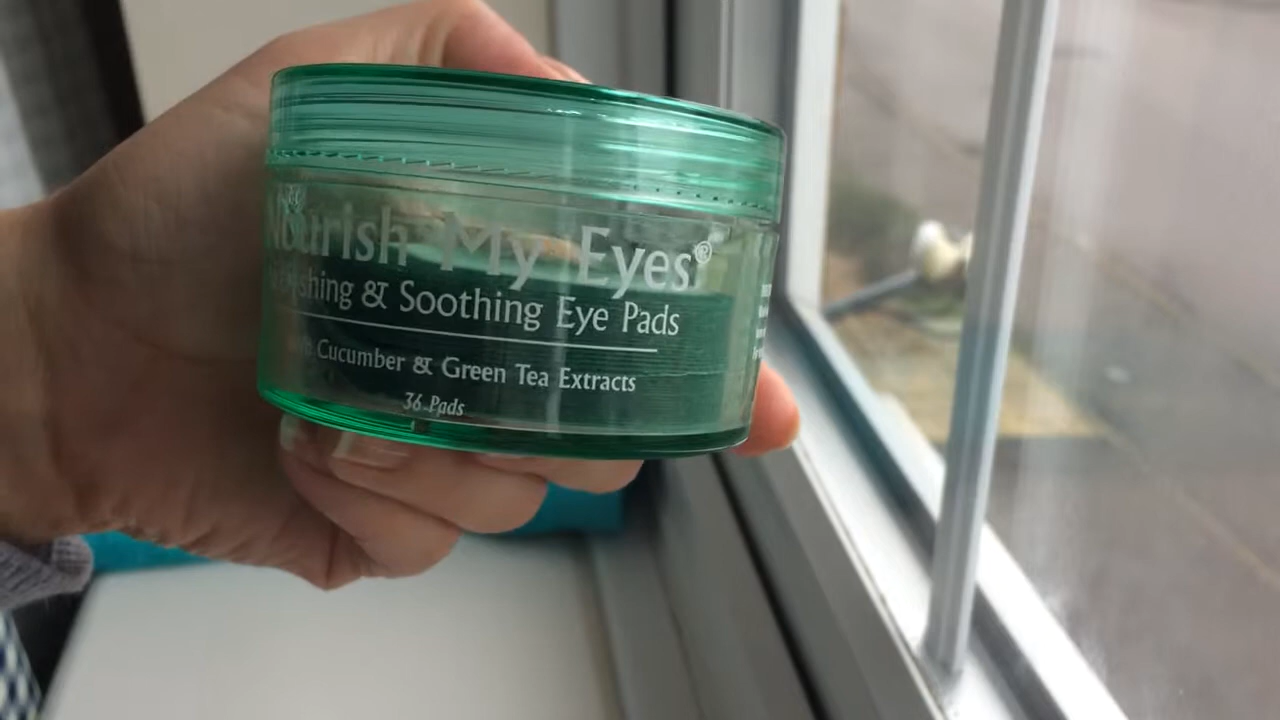 Nourish My Eyes®
& Soothing Eye Pads
Cucumber & Green Tea Extracts
36 Pads